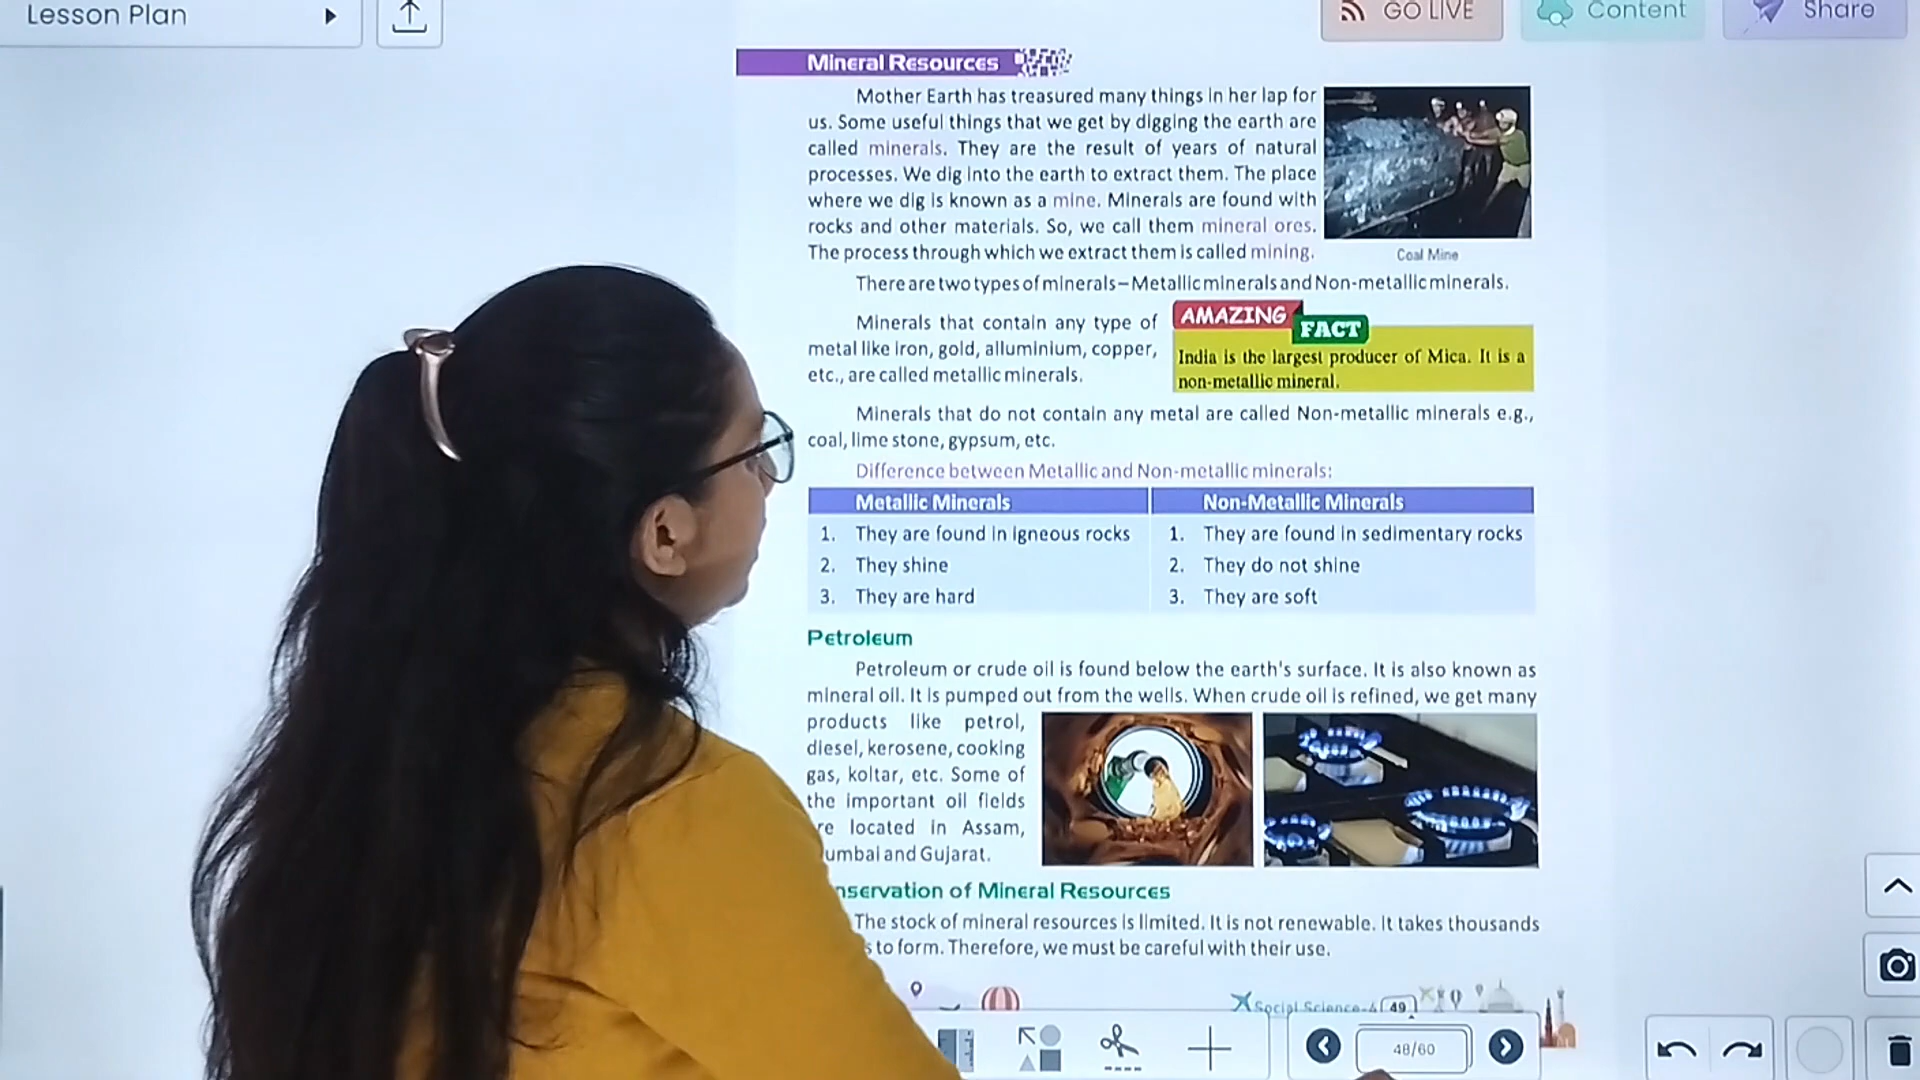 Lesson Plan
GO LIVE
Content
Share
Mineral Resources
Mother Earth has treasured many things in her lap for
us. Some useful things that we get by digging the earth are
called minerals. They are the result of years of natural
processes. We dig into the earth to extract them. The place
where we dig is known as a mine. Minerals are found with
rocks and other materials. So, we call them mineral ores.
The process through which we extract them is called mining.
Coal Mine
There are two types of minerals – Metallic minerals and Non-metallic minerals.
Minerals that contain any type of
metal like iron, gold, alluminium, copper,
etc., are called metallic minerals.
AMAZING
FACT
India is the largest producer of Mica. It is a
non-metallic mineral.
Minerals that do not contain any metal are called Non-metallic minerals e.g.,
coal, lime stone, gypsum, etc.
Difference between Metallic and Non-metallic minerals:
Metallic Minerals Non-Metallic Minerals
1. They are found in igneous rocks 1. They are found in sedimentary rocks
2. They shine 2. They do not shine
3. They are hard 3. They are soft
Petroleum
Petroleum or crude oil is found below the earth's surface. It is also known as
mineral oil. It is pumped out from the wells. When crude oil is refined, we get many
products like petrol,
diesel, kerosene, cooking
gas, koltar, etc. Some of
the important oil fields
re located in Assam,
umbai and Gujarat.
nservation of Mineral Resources
The stock of mineral resources is limited. It is not renewable. It takes thousands
s to form. Therefore, we must be careful with their use.
Social Science-4 49
48/60